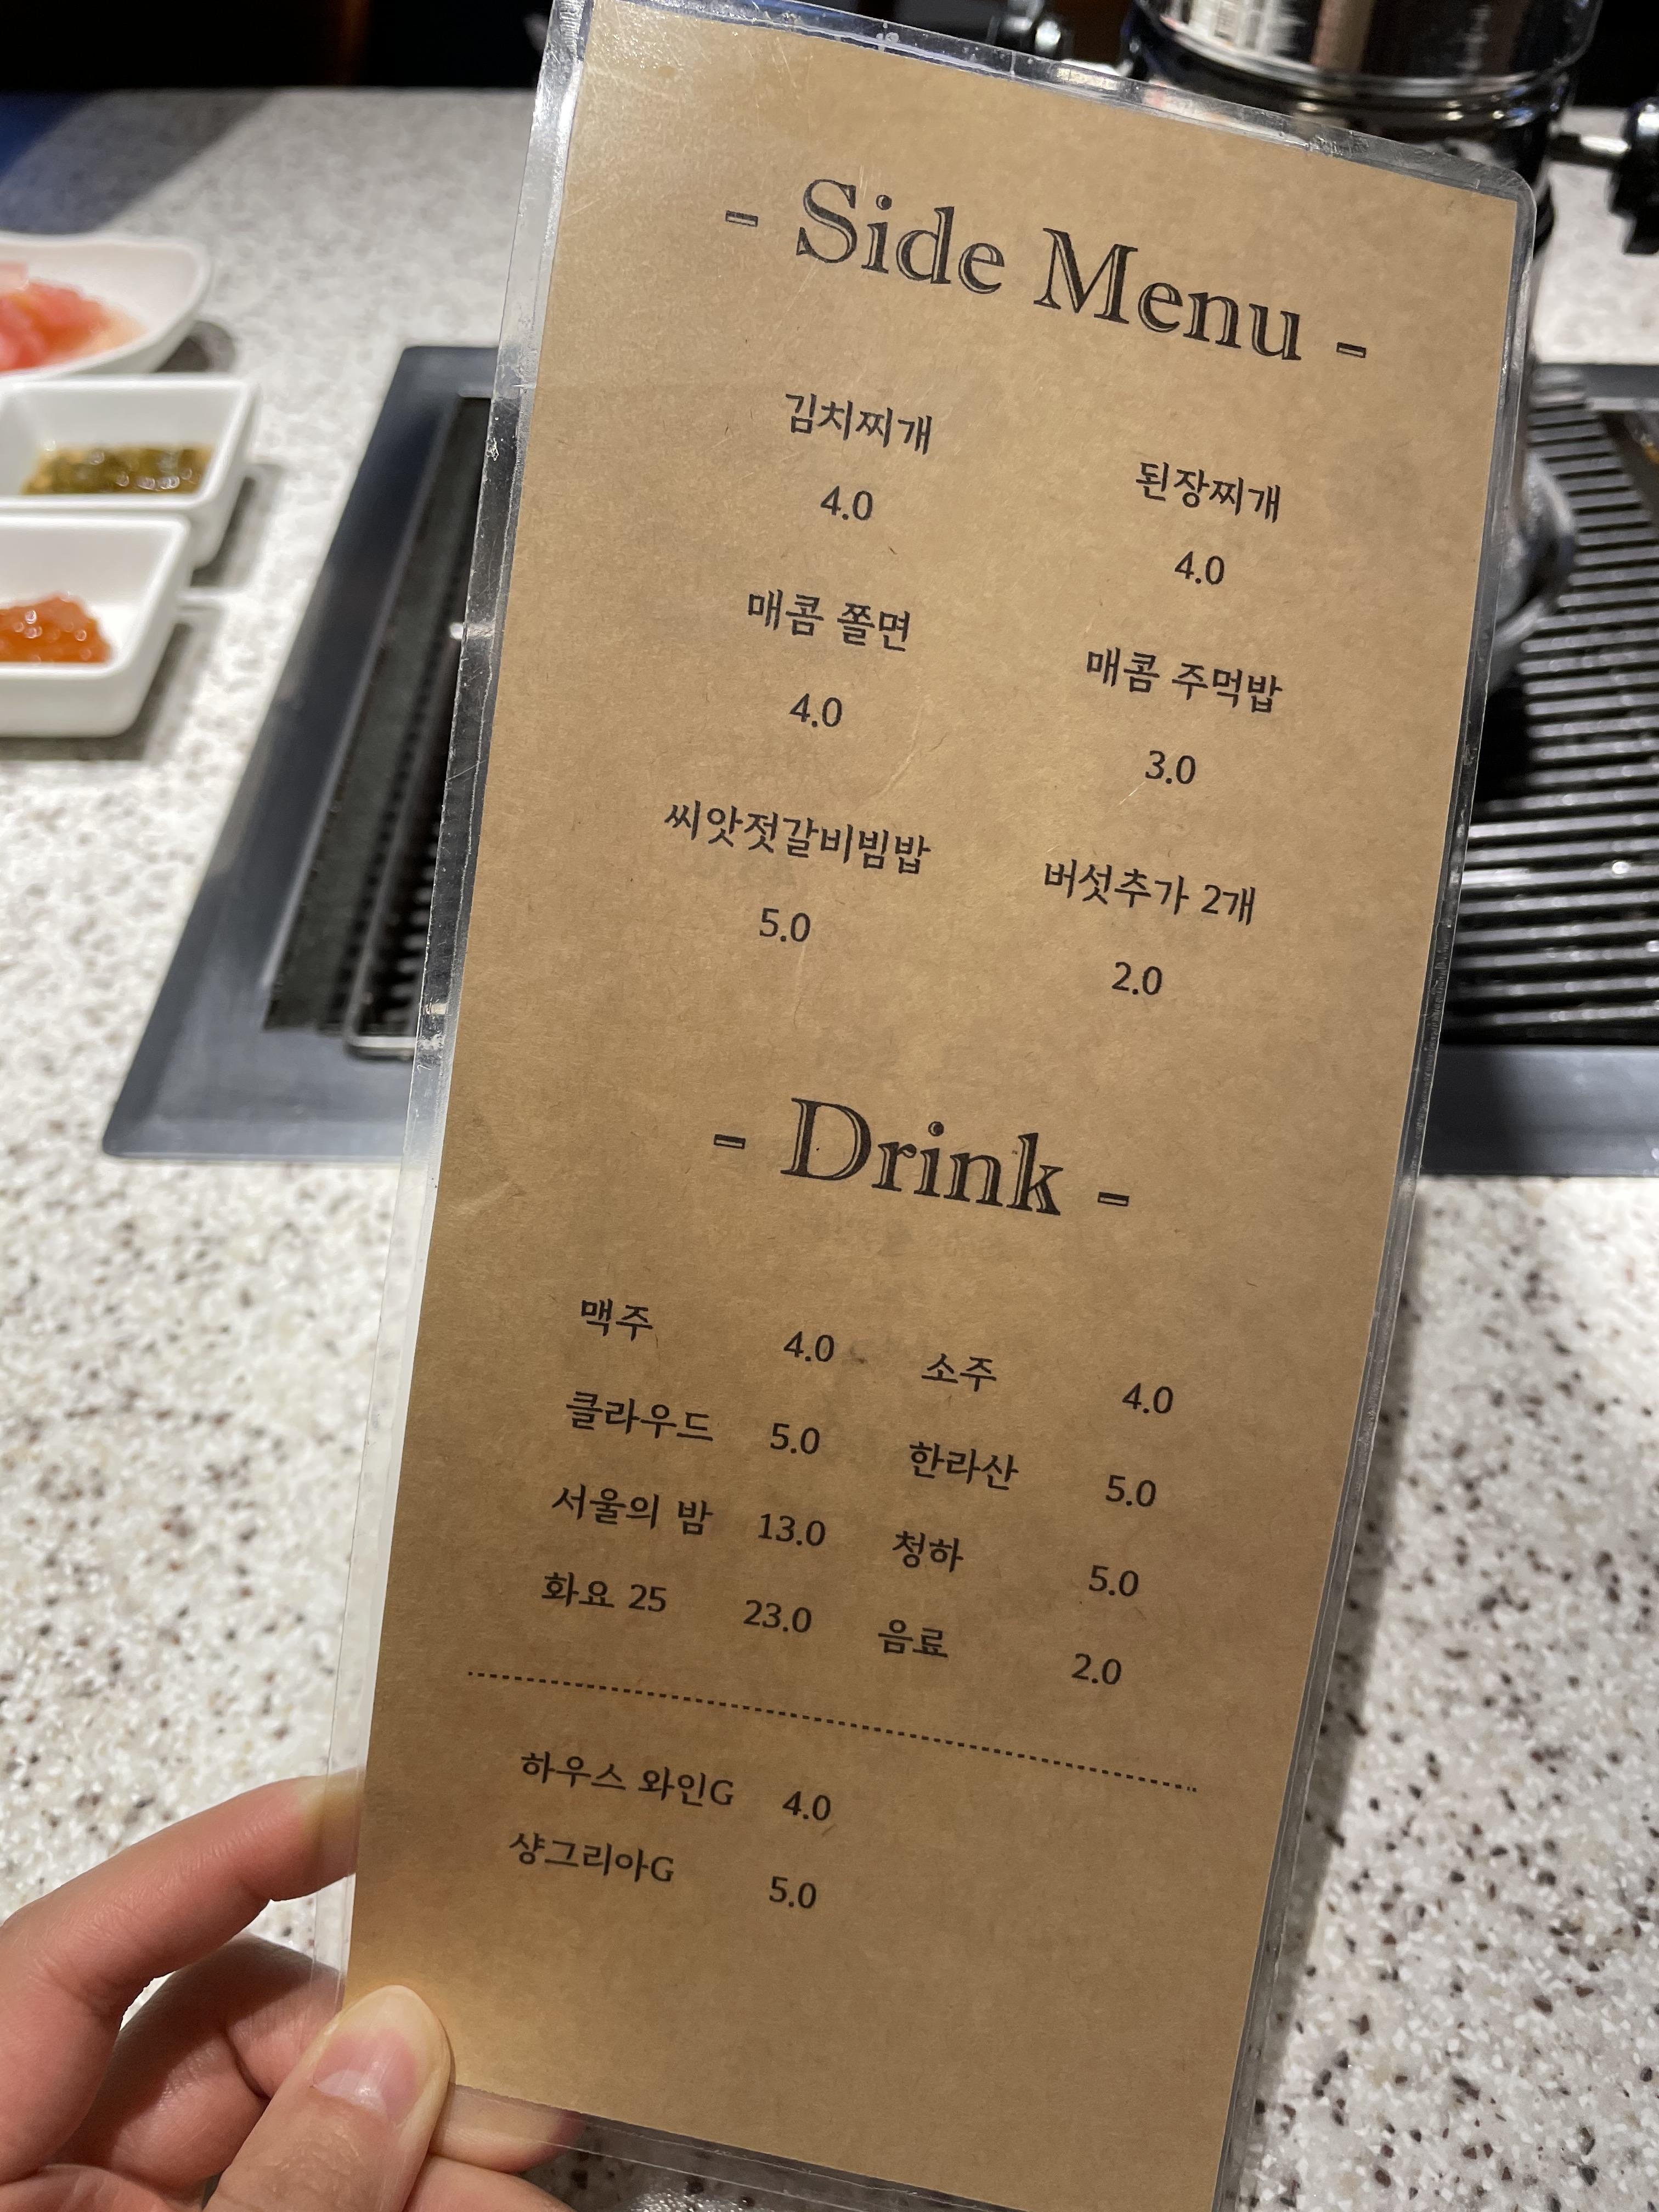 - Side Menu -
김치찌개 된장찌개
4.0 4.0
매콤 쫄면 매콤 주먹밥
4.0 3.0
씨앗젓갈비빔밥 버섯추가 2개
5.0 2.0
- Drink -
맥주 4.0 소주 4.0
클라우드 5.0 한라산 5.0
서울의 밤 13.0 청하 5.0
화요 25 23.0 음료 2.0
하우스 와인G 4.0
샹그리아G 5.0